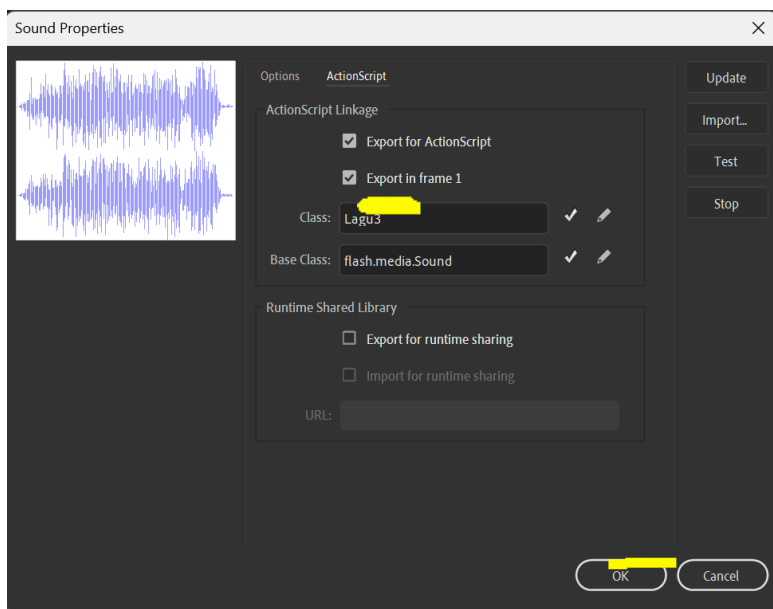 Sound Properties
Options ActionScript
Update
ActionScript Linkage
Import...
Export for ActionScript
Test
Export in frame 1
Stop
Class: Lagu3
Base Class: flash.media.Sound
Runtime Shared Library
Export for runtime sharing
Import for runtime sharing
URL:
OK Cancel